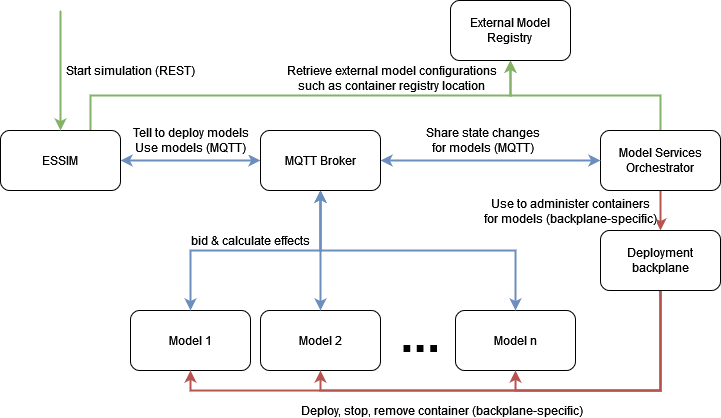 External Model
Registry
Start simulation (REST)
Retrieve external model configurations
such as container registry location
ESSIM
Tell to deploy models
Use models (MQTT)
MQTT Broker
Share state changes
for models (MQTT)
Model Services
Orchestrator
Use to administer containers
for models (backplane-specific)
bid & calculate effects
Deployment
backplane
Model 1
Model 2
...
Model n
Deploy, stop, remove container (backplane-specific)